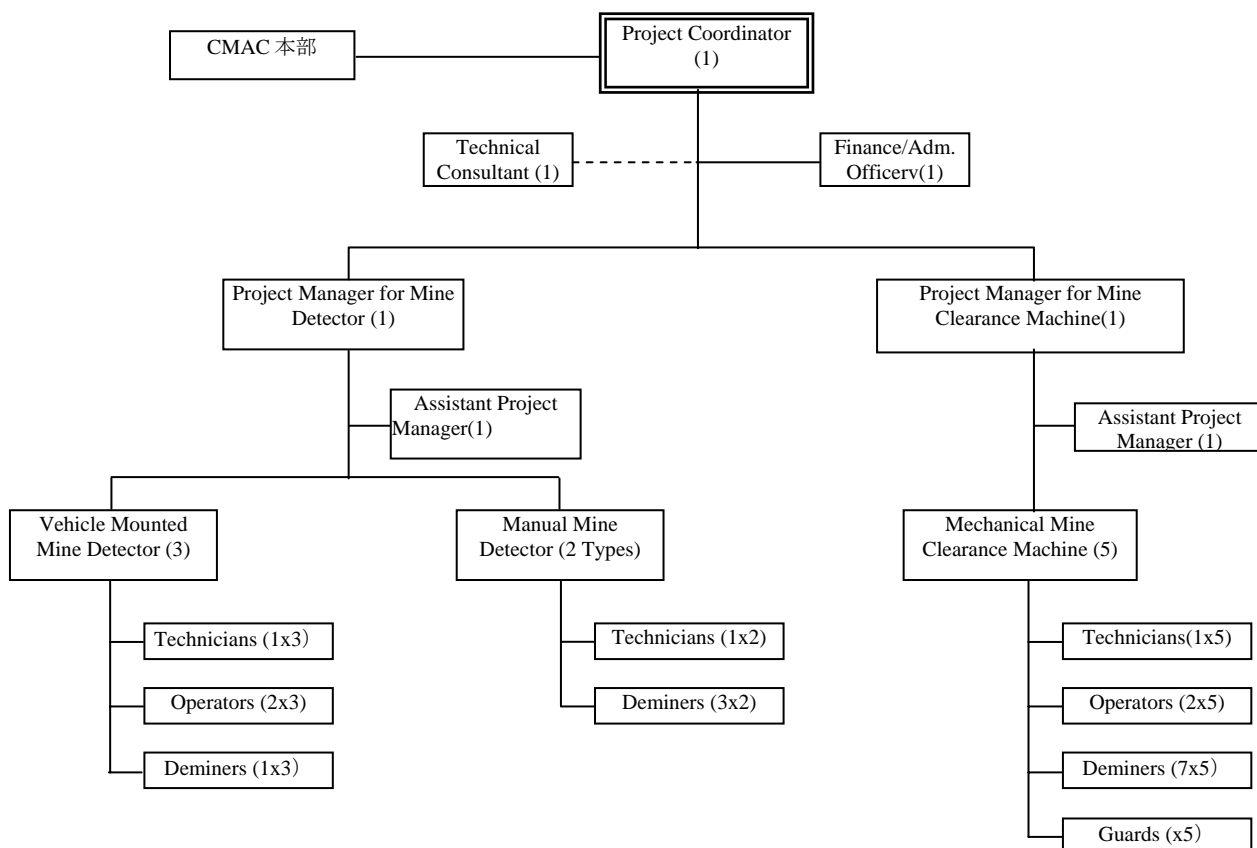 CMAC 本部
Project Coordinator
(1)
Technical
Consultant (1)
Finance/Adm.
Officerv(1)
Project Manager for Mine
Detector (1)
Project Manager for Mine
Clearance Machine(1)
Assistant Project
Manager(1)
Assistant Project
Manager (1)
Vehicle Mounted
Mine Detector (3)
Manual Mine
Detector (2 Types)
Mechanical Mine
Clearance Machine (5)
Technicians (1x3）
Technicians (1x2)
Technicians(1x5)
Operators (2x3)
Deminers (3x2)
Operators (2x5)
Deminers (1x3）
Deminers (7x5）
Guards (x5)